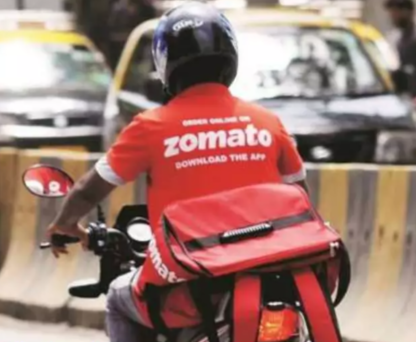 ORDER ONLINE ON
zomato
DOWNLOAD THE APP
zomato